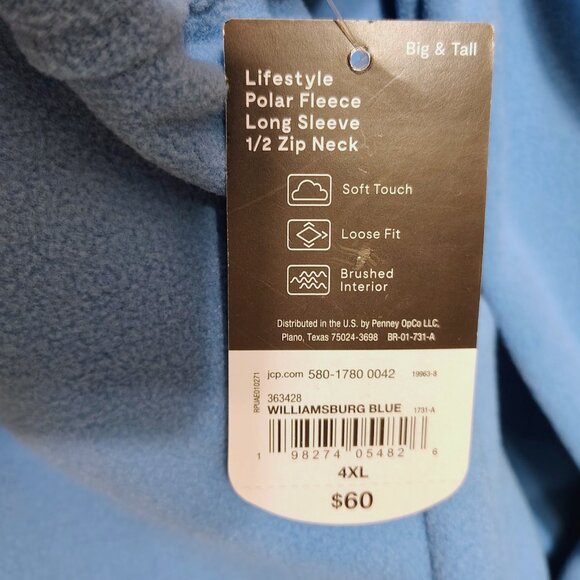 Big & Tall
Lifestyle
Polar Fleece
Long Sleeve
1/2 Zip Neck
Soft Touch
Loose Fit
Brushed
Interior
Distributed in the U.S. by Penney OpCo LLC.
Plano, Texas 75024-3698 BR-01-731-A
RPUAE010271
jcp.com 580-1780 0042 19963-8
363428
WILLIAMSBURG BLUE 1731-A
1 98274 05482 6
4XL
$60